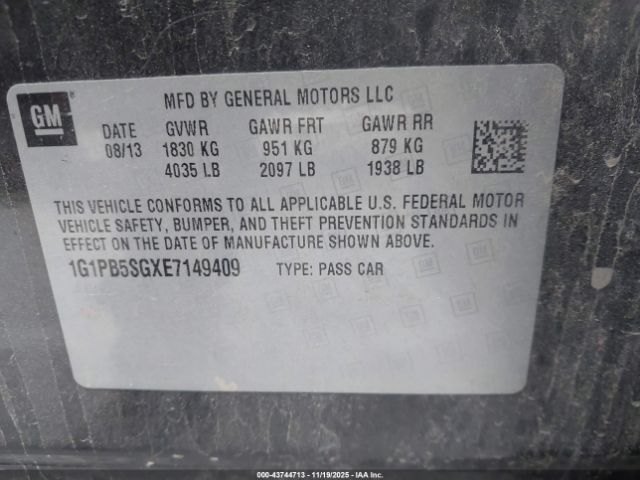 GM
MFD BY GENERAL MOTORS LLC
DATE GVWR GAWR FRT GAWR RR
08/13 1830 KG 951 KG 879 KG
4035 LB 2097 LB 1938 LB
THIS VEHICLE CONFORMS TO ALL APPLICABLE U.S. FEDERAL MOTOR
VEHICLE SAFETY, BUMPER, AND THEFT PREVENTION STANDARDS IN
EFFECT ON THE DATE OF MANUFACTURE SHOWN ABOVE.
1G1PB5SGXE7149409 TYPE: PASS CAR
000-43744713 - 11/19/2025 - IAAI.com